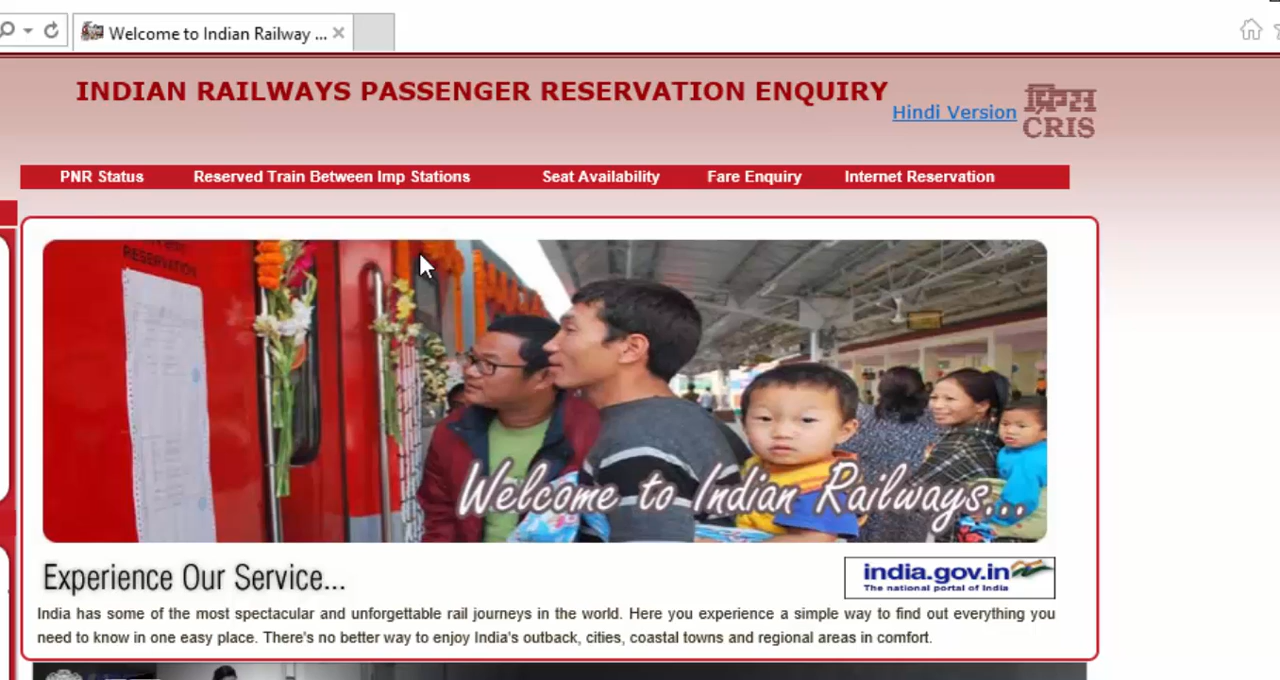 Welcome to Indian Railway ...
INDIAN RAILWAYS PASSENGER RESERVATION ENQUIRY
Hindi Version
क्रिस
CRIS
PNR Status Reserved Train Between Imp Stations Seat Availability Fare Enquiry Internet Reservation
RESERVATION
Welcome to Indian Railways...
Experience Our Service...
india.gov.in
The national portal of India
India has some of the most spectacular and unforgettable rail journeys in the world. Here you experience a simple way to find out everything you
need to know in one easy place. There's no better way to enjoy India's outback, cities, coastal towns and regional areas in comfort.